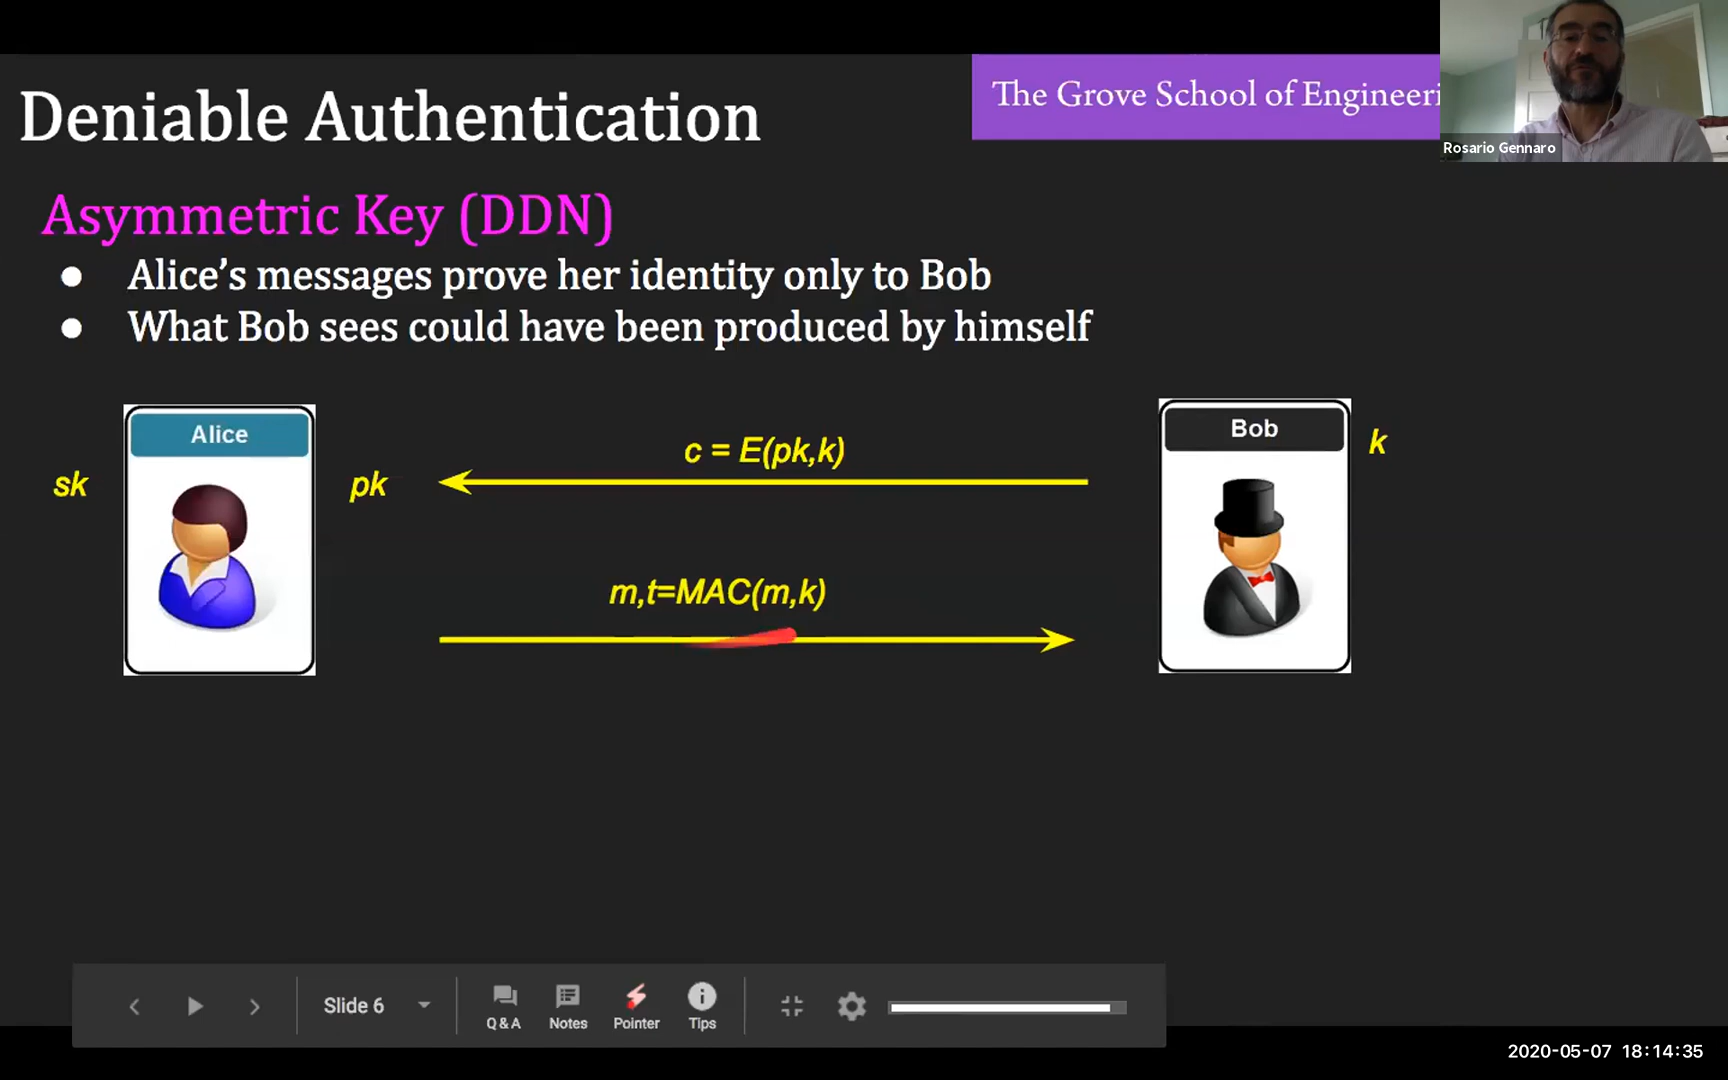 Deniable Authentication
The Grove School of Engineeri
Rosario Gennaro
Asymmetric Key (DDN)
● Alice’s messages prove her identity only to Bob
● What Bob sees could have been produced by himself
Alice
Bob
sk
pk
c = E(pk,k)
k
m,t=MAC(m,k)
Slide 6
Q & A
Notes
Pointer
Tips
2020-05-07 18:14:35